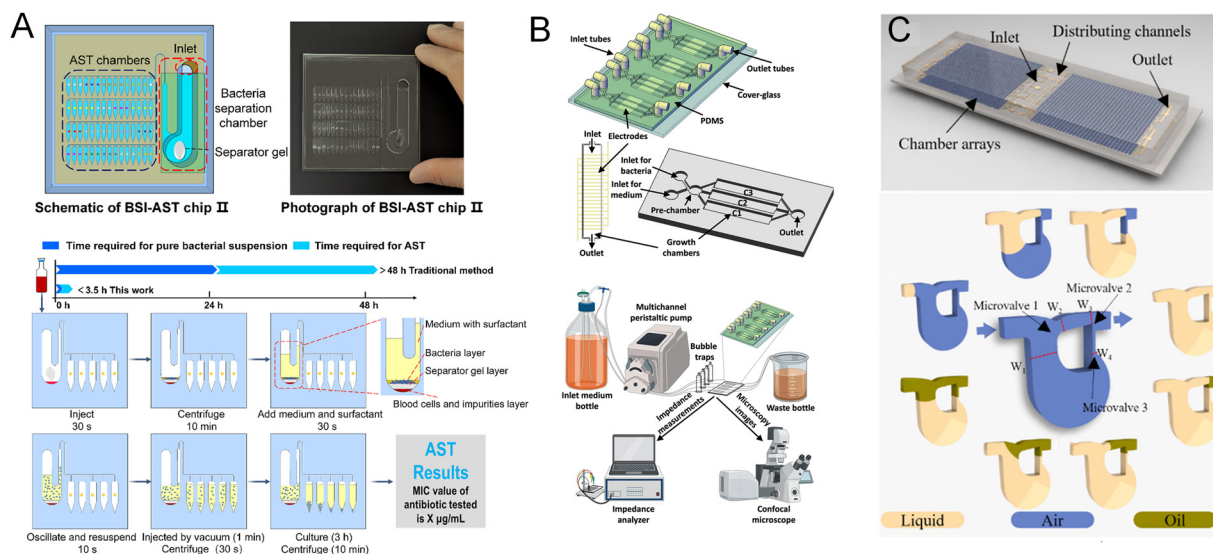 A
AST chambers
Inlet
Bacteria
separation
chamber
Separator gel
Schematic of BSI-AST chip Ⅱ
Photograph of BSI-AST chip Ⅱ
Time required for pure bacterial suspension
Time required for AST
> 48 h Traditional method
< 3.5 h This work
0 h
24 h
48 h
Medium with surfactant
Bacteria layer
Separator gel layer
Blood cells and impurities layer
Inject
30 s
Centrifuge
10 min
Add medium and surfactant
30 s
Oscillate and resuspend
10 s
Injected by vacuum (1 min)
Centrifuge (30 s)
Culture (3 h)
Centrifuge (10 min)
AST
Results
MIC value of
antibiotic tested
is X μg/mL
B
Inlet tubes
Outlet tubes
Cover-glass
PDMS
Electrodes
Inlet
Outlet
Inlet for
bacteria
Inlet for
medium
Pre-chamber
C3
C2
C1
Outlet
Growth
chambers
Multichannel
peristaltic pump
Bubble
traps
Inlet medium
bottle
Waste bottle
Impedance
measurements
Microscopy
images
Impedance
analyzer
Confocal
microscope
C
Inlet
Distributing channels
Outlet
Chamber arrays
Microvalve 1
W2
W3
Microvalve 2
W1
W4
Microvalve 3
Liquid
Air
Oil